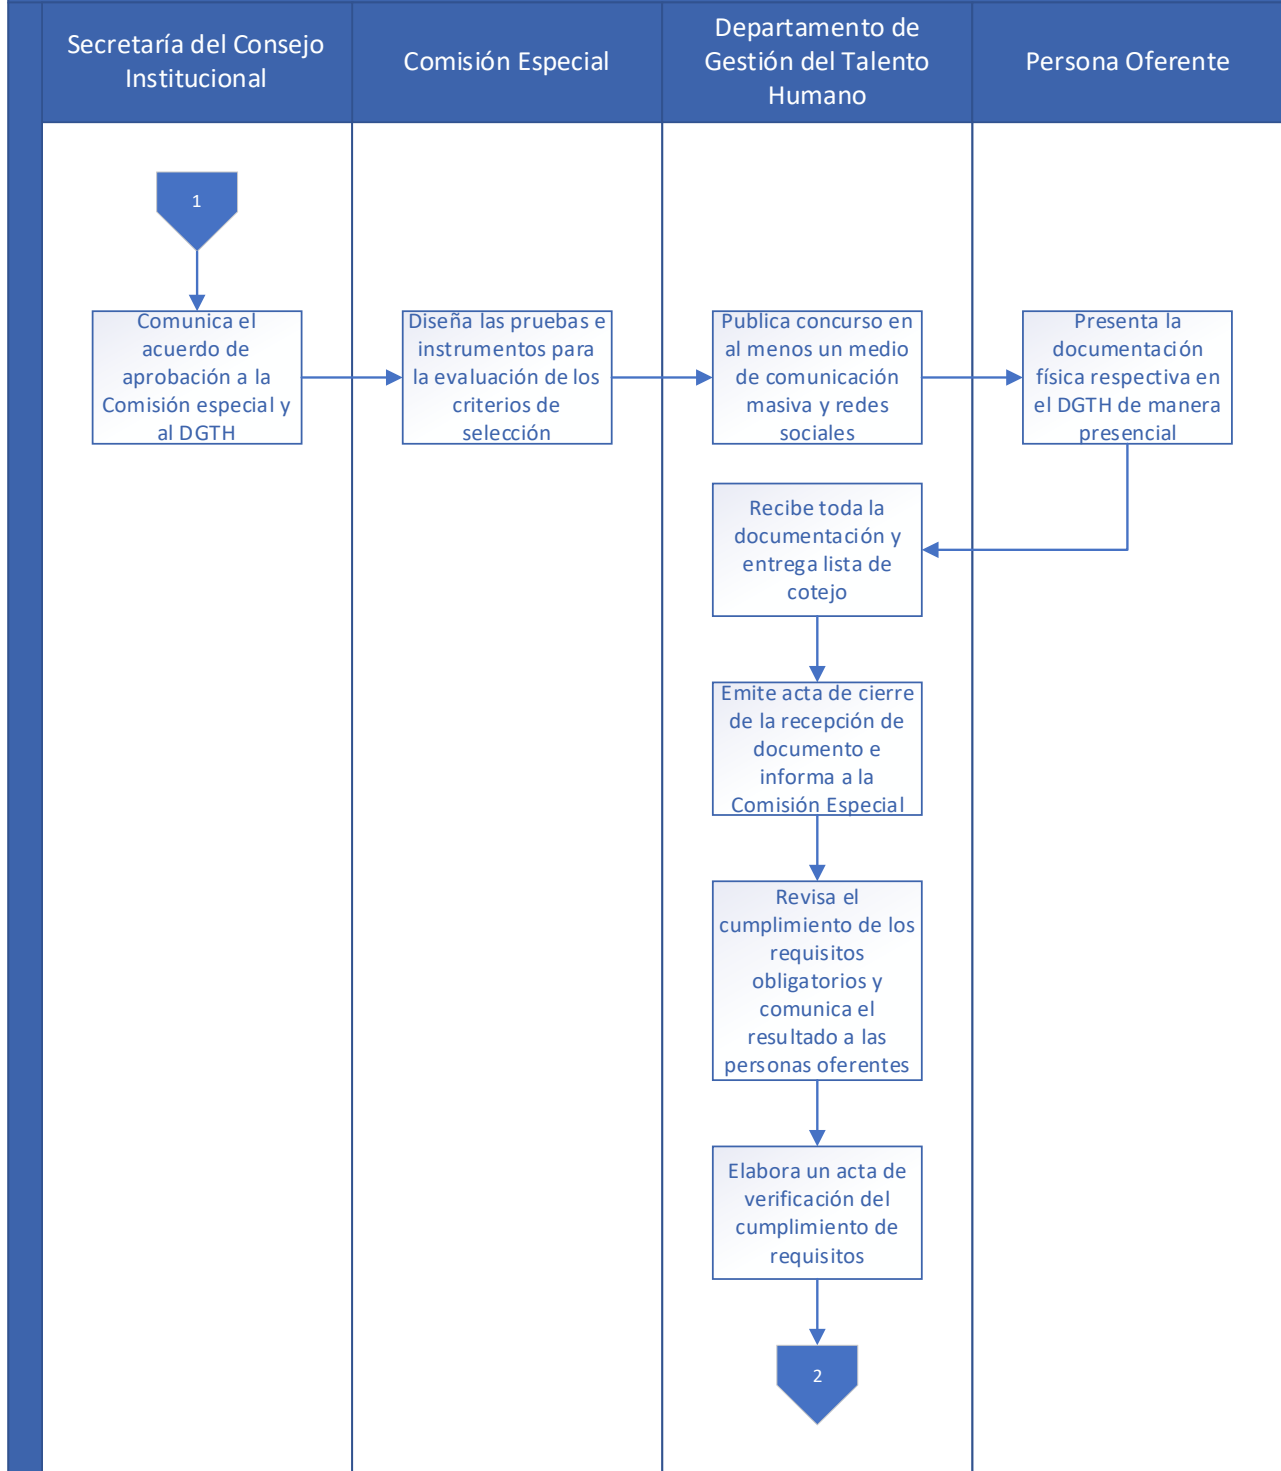 Secretaría del Consejo
Institucional
Comisión Especial
Departamento de
Gestión del Talento
Humano
Persona Oferente
1
Comunica el
acuerdo de
aprobación a la
Comisión especial y
al DGTH
Diseña las pruebas e
instrumentos para
la evaluación de los
criterios de
selección
Publica concurso en
al menos un medio
de comunicación
masiva y redes
sociales
Presenta la
documentación
física respectiva en
el DGTH de manera
presencial
Recibe toda la
documentación y
entrega lista de
cotejo
Emite acta de cierre
de la recepción de
documento e
informa a la
Comisión Especial
Revisa el
cumplimiento de los
requisitos
obligatorios y
comunica el
resultado a las
personas oferentes
Elabora un acta de
verificación del
cumplimiento de
requisitos
2